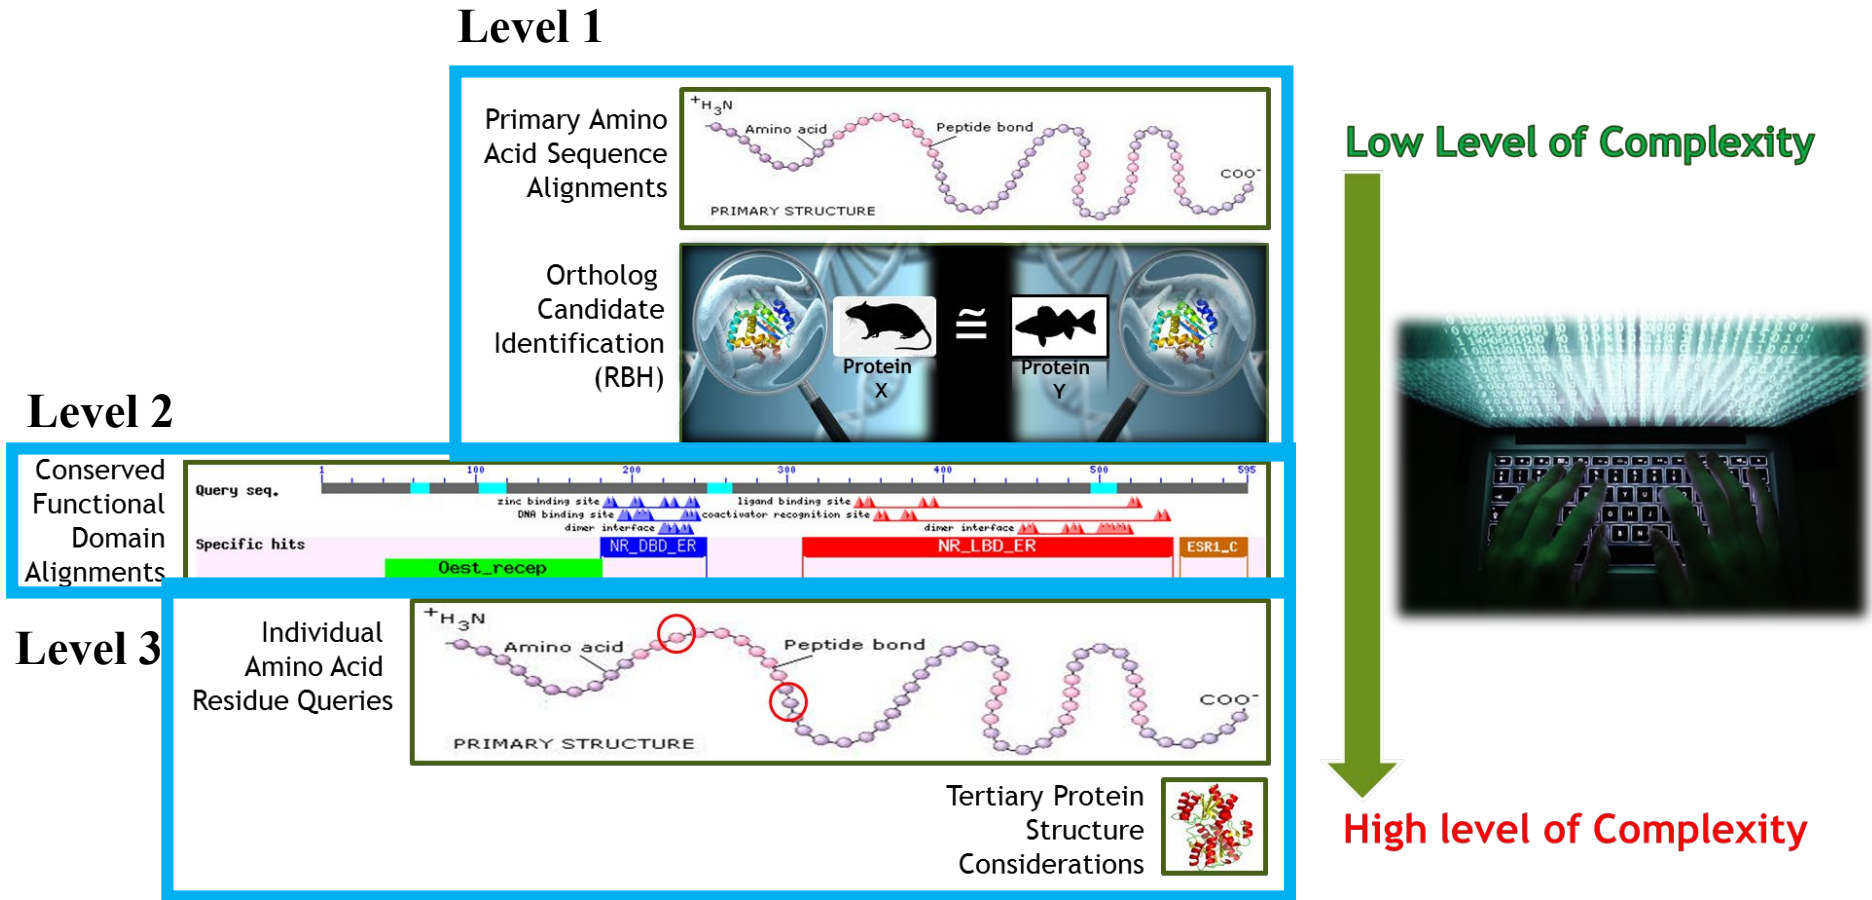 Level 1
Primary Amino
Acid Sequence
Alignments
+H3N
Amino acid
Peptide bond
COO-
PRIMARY STRUCTURE
Low Level of Complexity
Ortholog
Candidate
Identification
(RBH)
Protein
X
≅
Protein
Y
Level 2
Conserved
Functional
Domain
Alignments
1 100 200 300 400 500 595
Query seq.
zinc binding site
ligand binding site
DNA binding site
coactivator recognition site
dimer interface
dimer interface
Specific hits
NR_DBD_ER
NR_LBD_ER
ESR1_C
Oest_recep
Level 3
Individual
Amino Acid
Residue Queries
+H3N
Amino acid
Peptide bond
COO-
PRIMARY STRUCTURE
Tertiary Protein
Structure
Considerations
High level of Complexity